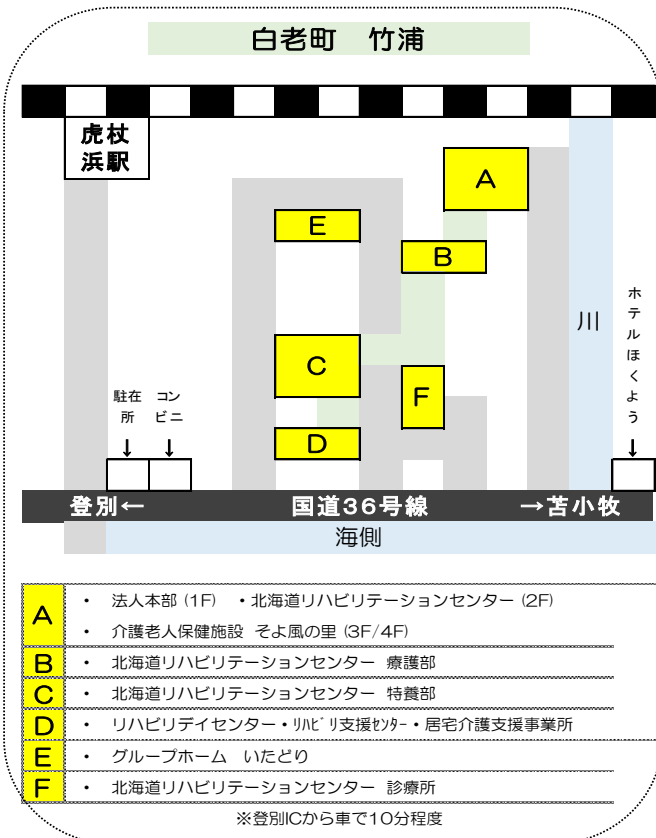 白老町 竹浦
虎杖
浜駅
A
E
B
川
ホテルほくよう
C
F
駐在
所
コン
ビニ
↓
↓
↓
D
登別← 国道36号線 →苫小牧
海側
A
・ 法人本部 (1F) ・北海道リハビリテーションセンター (2F)
・ 介護老人保健施設 そよ風の里 (3F/4F)
B ・ 北海道リハビリテーションセンター 療護部
C ・ 北海道リハビリテーションセンター 特養部
D ・ リハビリデイセンター・ﾘﾊﾋﾞﾘ支援ｾﾝﾀｰ・居宅介護支援事業所
E ・ グループホーム いたどり
F ・ 北海道リハビリテーションセンター 診療所
※登別ICから車で10分程度